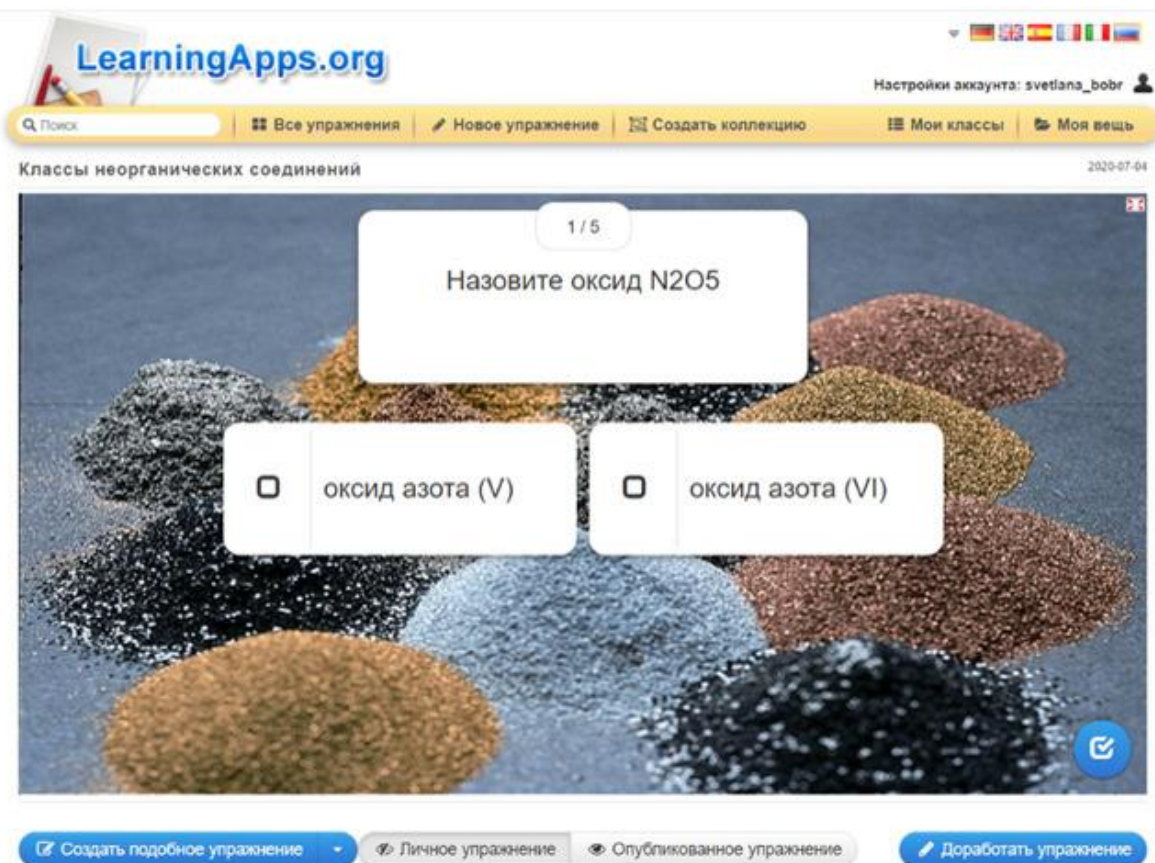 LearningApps.org
Настройки аккаунта: svetlana_bobr
Поиск
Все упражнения
Новое упражнение
Создать коллекцию
Мои классы
Моя вещь
Классы неорганических соединений
2020-07-04
1 / 5
Назовите оксид N2O5
оксид азота (V)
оксид азота (VI)
Создать подобное упражнение
Личное упражнение
Опубликованное упражнение
Доработать упражнение